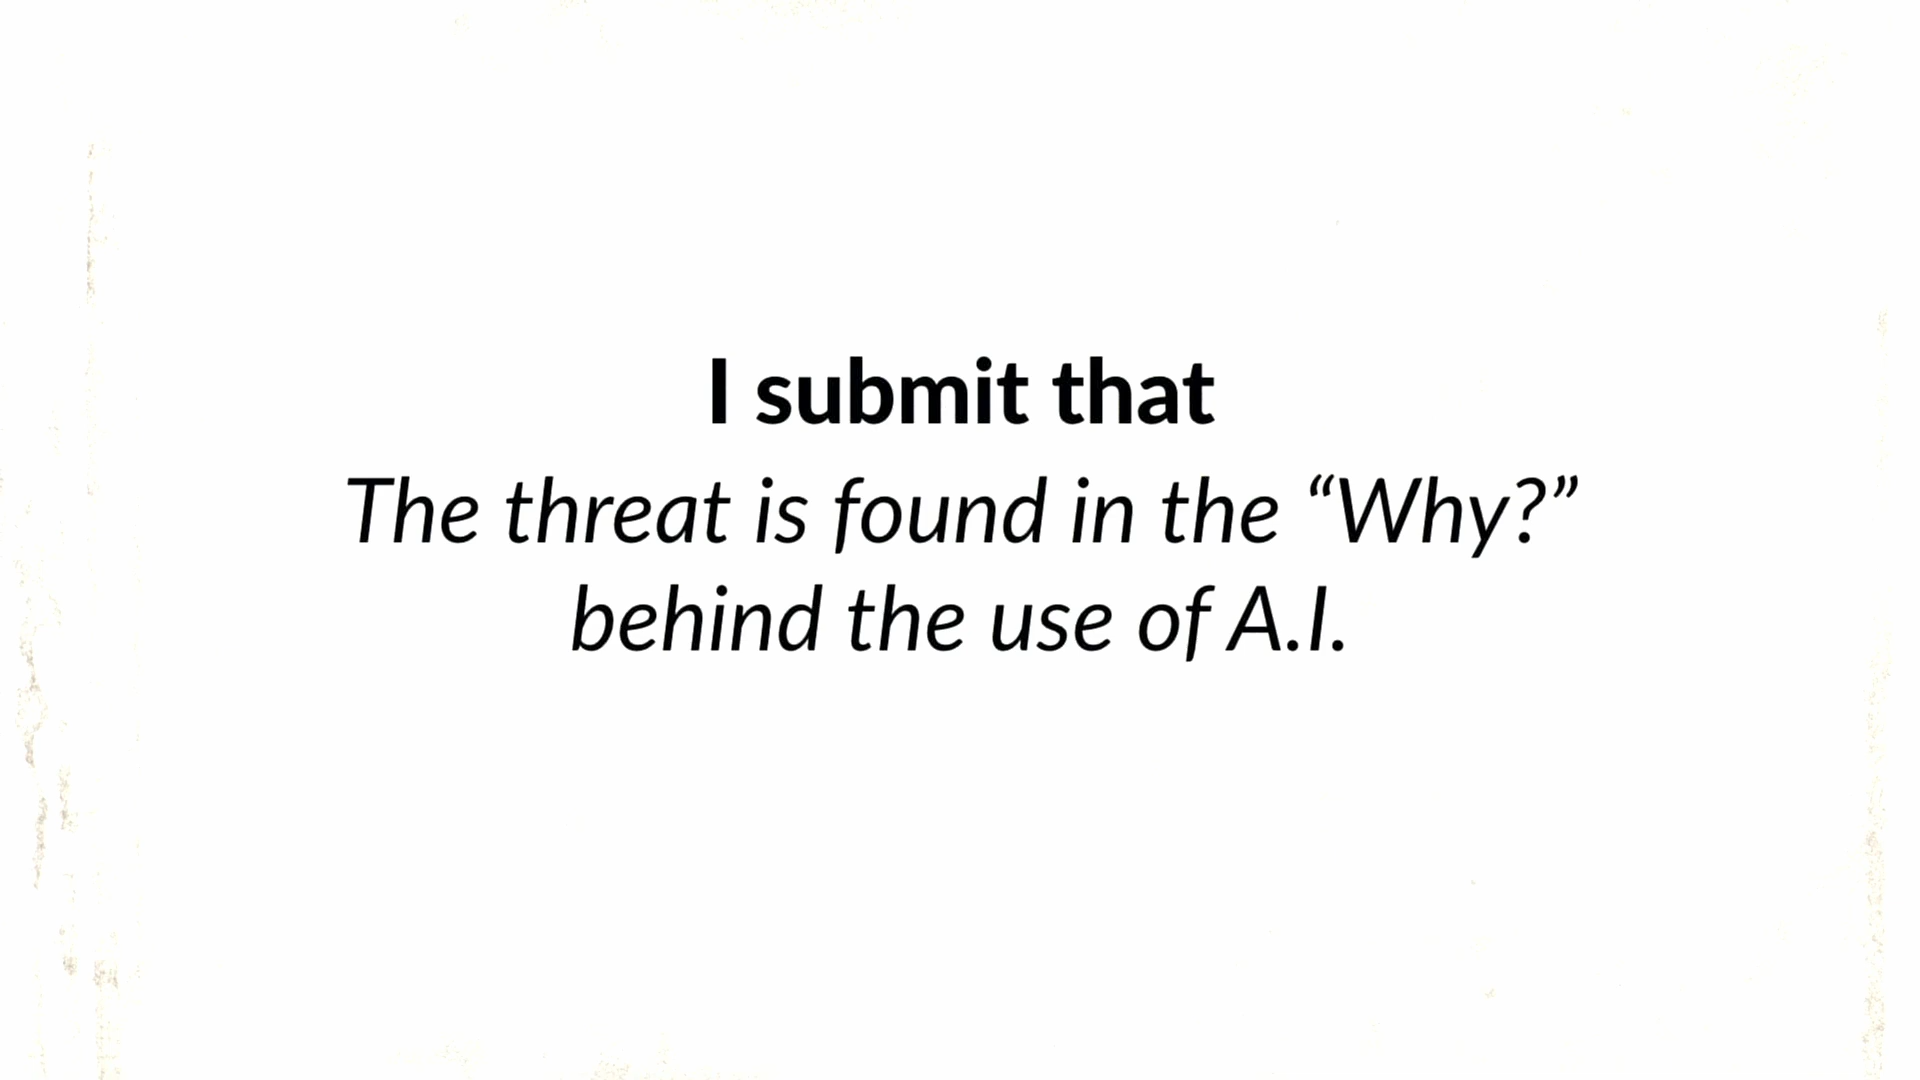 I submit that
The threat is found in the “Why?”
behind the use of A.I.